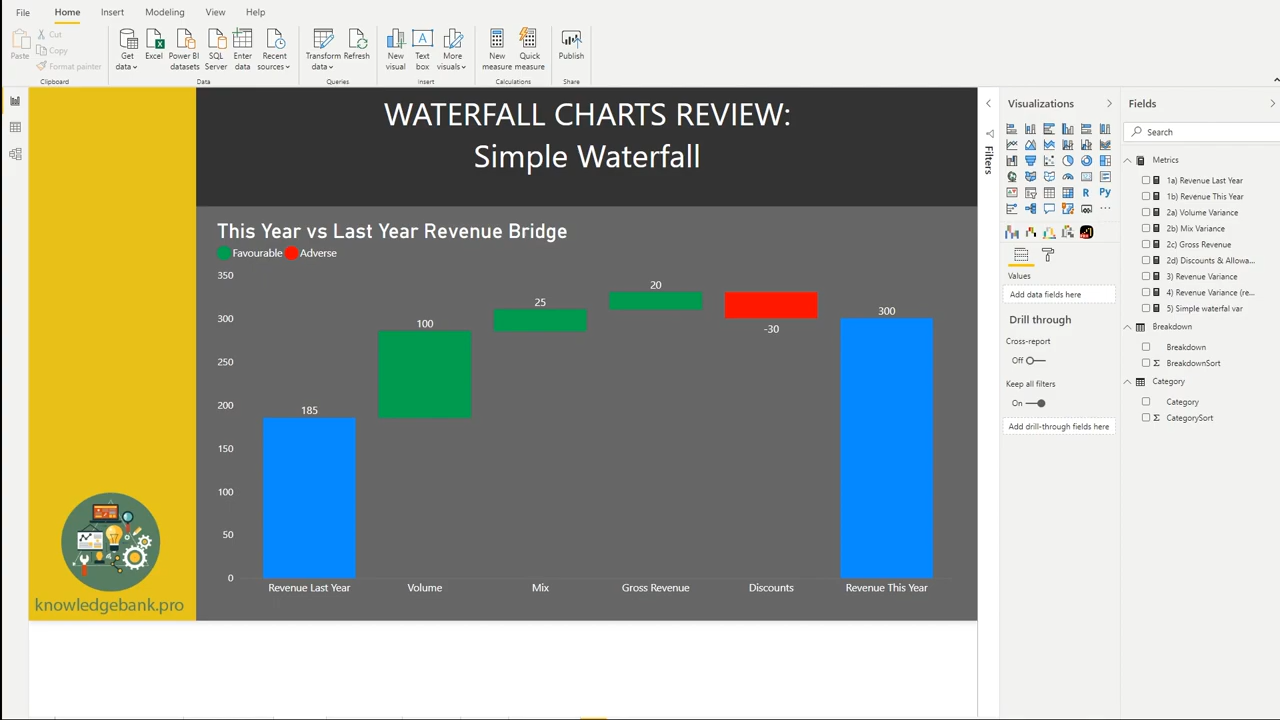 File Home Insert Modeling View Help
Paste
Cut
Copy
Format painter
Get data
Excel
Power BI datasets
SQL Server
Enter data
Recent sources
Transform data
Refresh
New visual
Text box
More visuals
New measure
Quick measure
Publish
Clipboard Data Queries Insert Calculations Share
WATERFALL CHARTS REVIEW:
Simple Waterfall
This Year vs Last Year Revenue Bridge
Favourable Adverse
350
300
250
200
150
100
50
0
185
100
25
20
-30
300
Revenue Last Year Volume Mix Gross Revenue Discounts Revenue This Year
knowledgebank.pro
Filters
Visualizations
R Py
Values
Add data fields here
Drill through
Cross-report
Off
Keep all filters
On
Add drill-through fields here
Fields
Search
Metrics
1a) Revenue Last Year
1b) Revenue This Year
2a) Volume Variance
2b) Mix Variance
2c) Gross Revenue
2d) Discounts & Allowa...
3) Revenue Variance
4) Revenue Variance (re...
5) Simple waterfal var
Breakdown
Breakdown
BreakdownSort
Category
Category
CategorySort